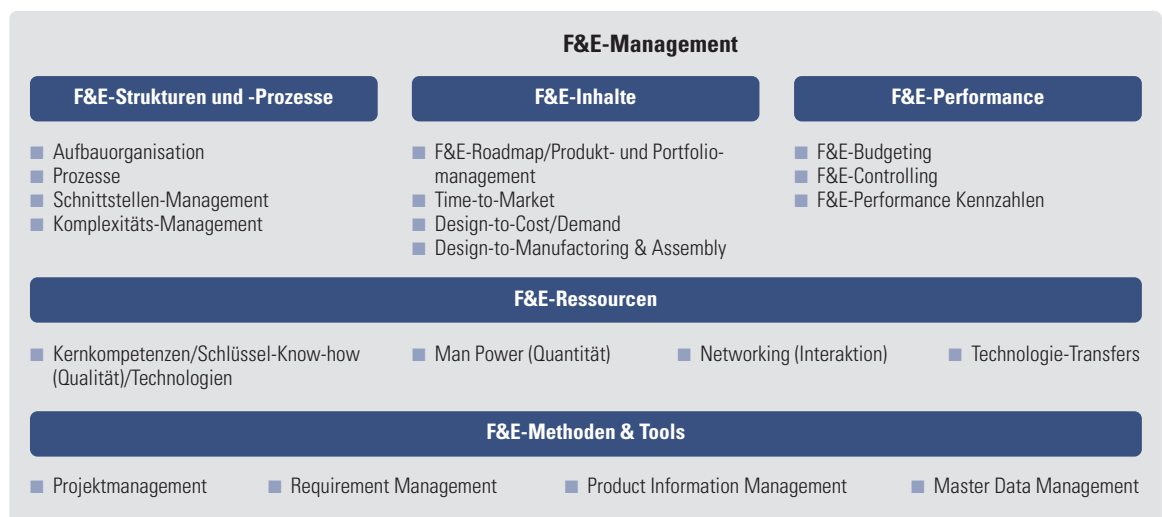 F&E-Management
F&E-Strukturen und -Prozesse
Aufbauorganisation
Prozesse
Schnittstellen-Management
Komplexitäts-Management
F&E-Inhalte
F&E-Roadmap/Produkt- und Portfolio-
management
Time-to-Market
Design-to-Cost/Demand
Design-to-Manufactoring & Assembly
F&E-Performance
F&E-Budgeting
F&E-Controlling
F&E-Performance Kennzahlen
F&E-Ressourcen
Kernkompetenzen/Schlüssel-Know-how
(Qualität)/Technologien
Man Power (Quantität)
Networking (Interaktion)
Technologie-Transfers
F&E-Methoden & Tools
Projektmanagement
Requirement Management
Product Information Management
Master Data Management